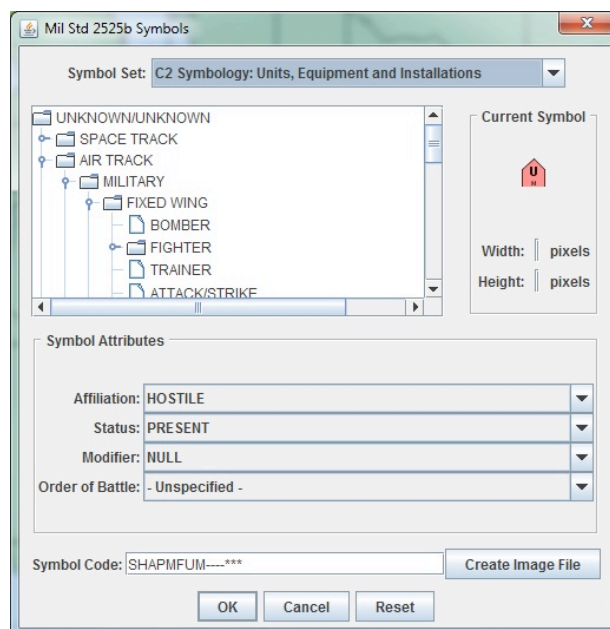 Mil Std 2525b Symbols
Symbol Set: C2 Symbology: Units, Equipment and Installations
UNKNOWN/UNKNOWN
SPACE TRACK
AIR TRACK
MILITARY
FIXED WING
BOMBER
FIGHTER
TRAINER
ATTACK/STRIKE
Current Symbol
U
H
Width: pixels
Height: pixels
Symbol Attributes
Affiliation: HOSTILE
Status: PRESENT
Modifier: NULL
Order of Battle: - Unspecified -
Symbol Code: SHAPMFUM----*** Create Image File
OK Cancel Reset